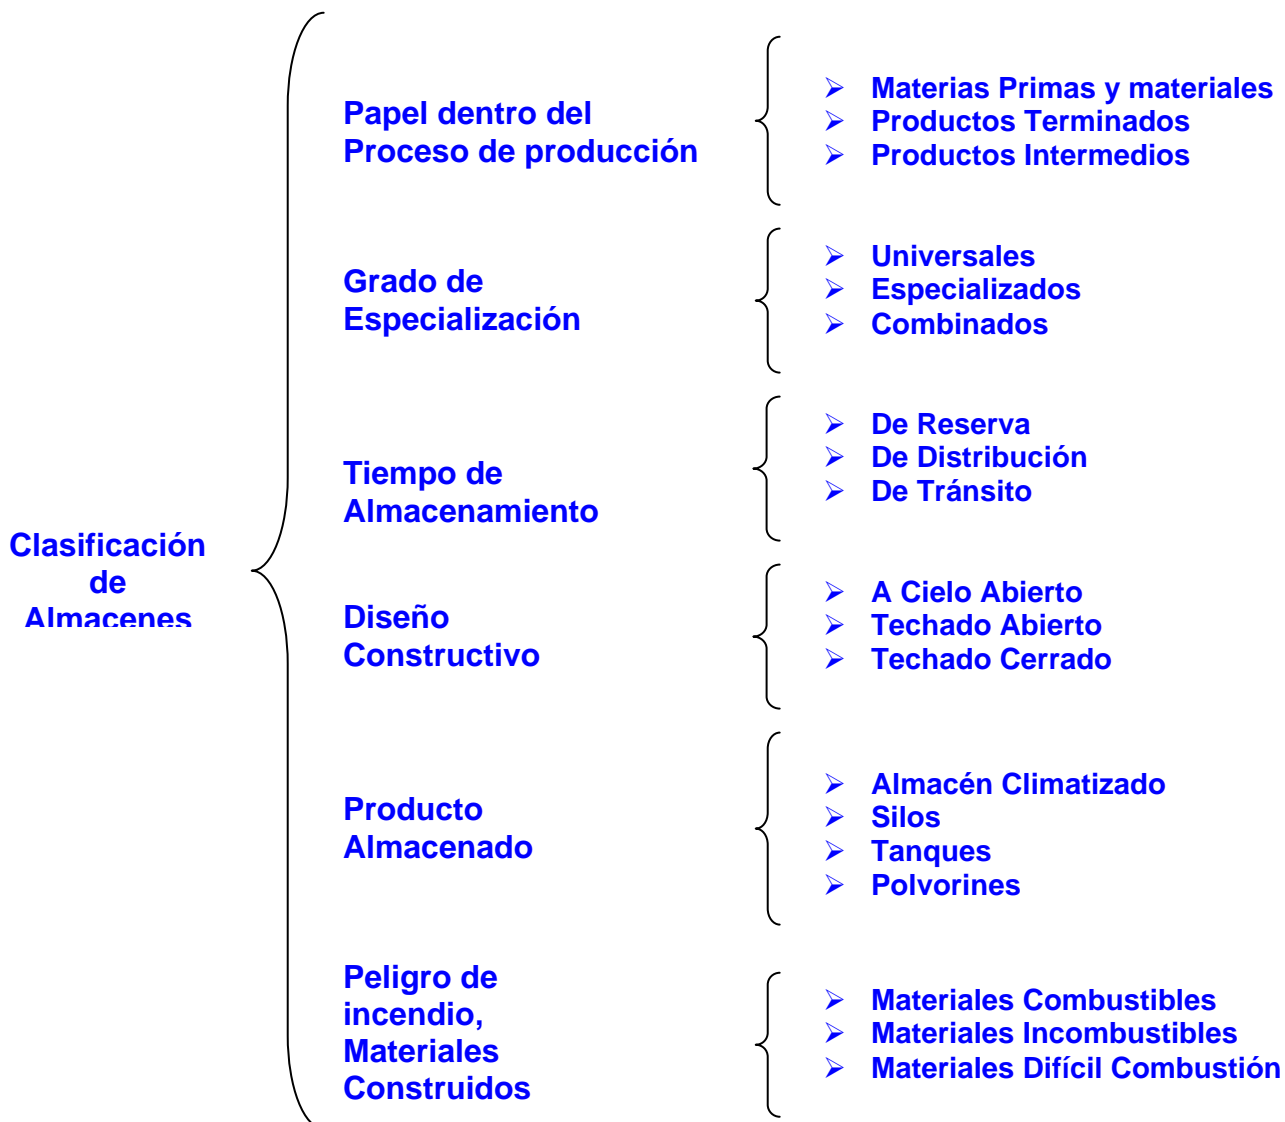 Clasificación
de
Almacenes
Papel dentro del
Proceso de producción
➢ Materias Primas y materiales
➢ Productos Terminados
➢ Productos Intermedios
Grado de
Especialización
➢ Universales
➢ Especializados
➢ Combinados
Tiempo de
Almacenamiento
➢ De Reserva
➢ De Distribución
➢ De Tránsito
Diseño
Constructivo
➢ A Cielo Abierto
➢ Techado Abierto
➢ Techado Cerrado
Producto
Almacenado
➢ Almacén Climatizado
➢ Silos
➢ Tanques
➢ Polvorines
Peligro de
incendio,
Materiales
Construidos
➢ Materiales Combustibles
➢ Materiales Incombustibles
➢ Materiales Difícil Combustión